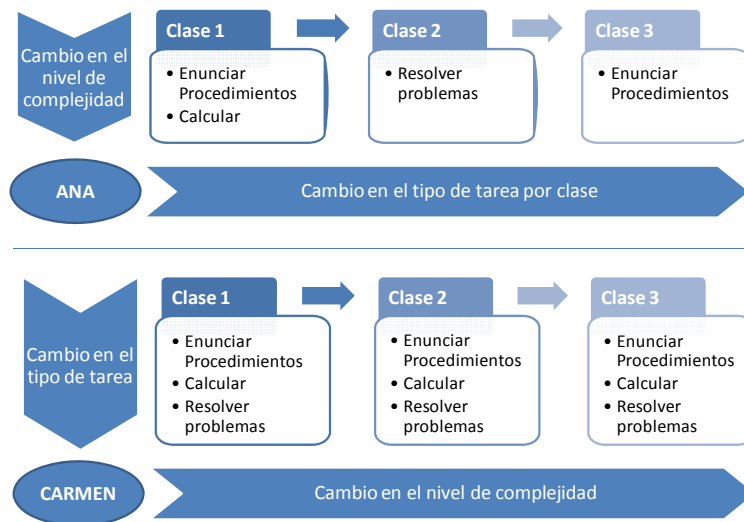 Cambio en el
nivel de
complejidad
Clase 1
• Enunciar
Procedimientos
• Calcular
Clase 2
• Resolver
problemas
Clase 3
• Enunciar
Procedimientos
ANA
Cambio en el tipo de tarea por clase
Cambio en el
tipo de tarea
Clase 1
• Enunciar
Procedimientos
• Calcular
• Resolver
problemas
Clase 2
• Enunciar
Procedimientos
• Calcular
• Resolver
problemas
Clase 3
• Enunciar
Procedimientos
• Calcular
• Resolver
problemas
CARMEN
Cambio en el nivel de complejidad